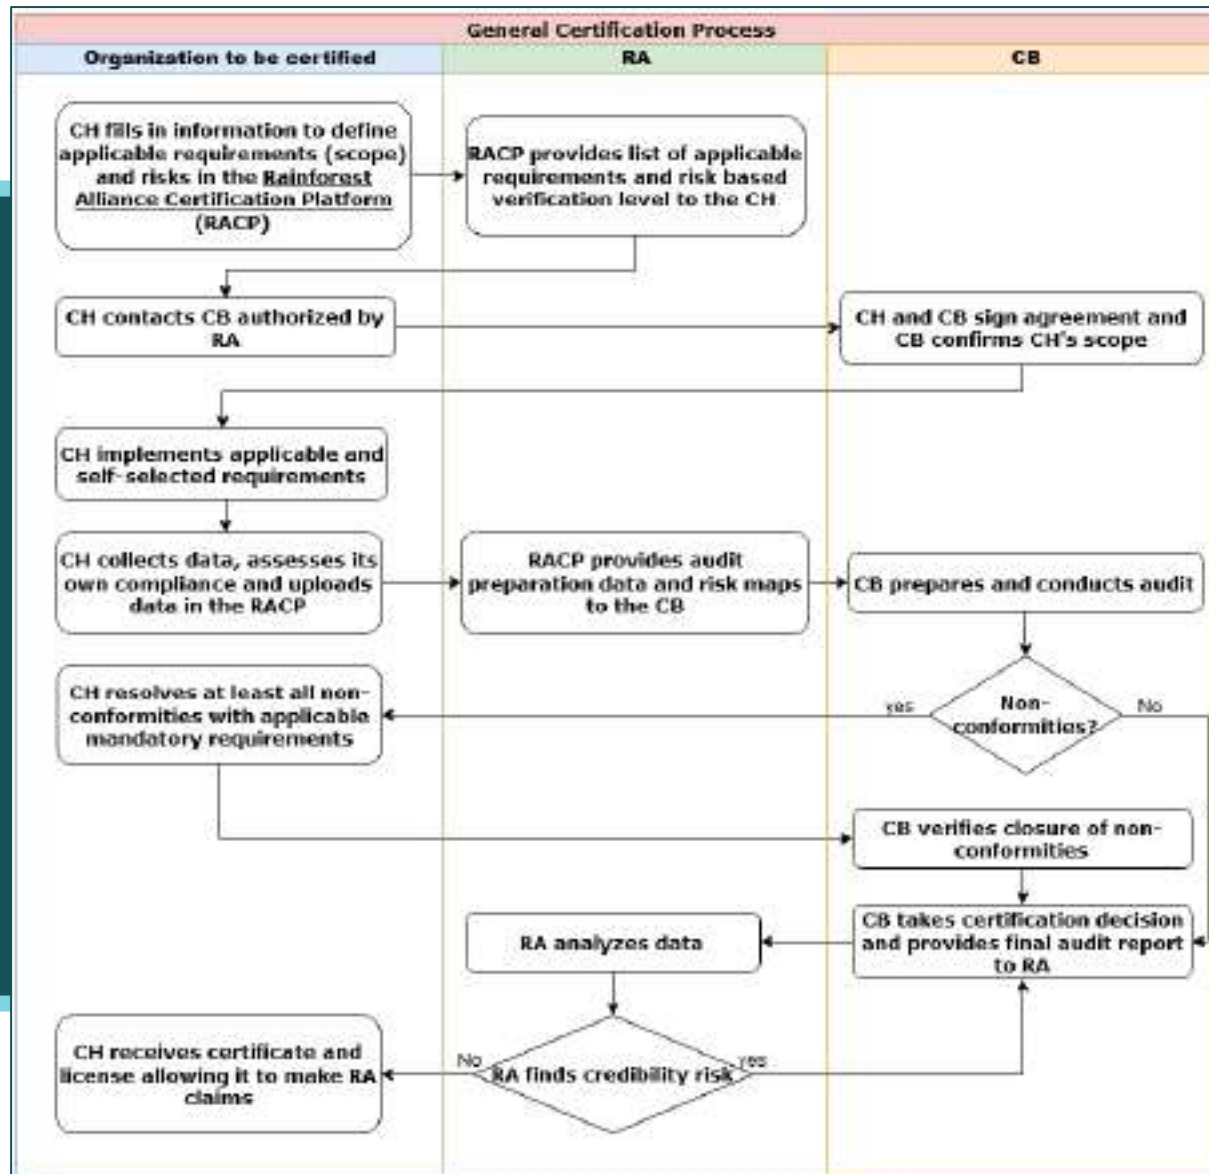 General Certification Process
Organization to be certified
RA
CB
CH fills in information to define
applicable requirements (scope)
and risks in the Rainforest
Alliance Certification Platform
(RACP)
RACP provides list of applicable
requirements and risk based
verification level to the CH
CH contacts CB authorized by
RA
CH and CB sign agreement and
CB confirms CH's scope
CH implements applicable and
self-selected requirements
CH collects data, assesses its
own compliance and uploads
data in the RACP
RACP provides audit
preparation data and risk maps
to the CB
CB prepares and conducts audit
CH resolves at least all non-
conformities with applicable
mandatory requirements
yes
Non-
conformities?
No
CB verifies closure of non-
conformities
RA analyzes data
CB takes certification decision
and provides final audit report
to RA
CH receives certificate and
license allowing it to make RA
claims
No
RA finds credibility risk
yes